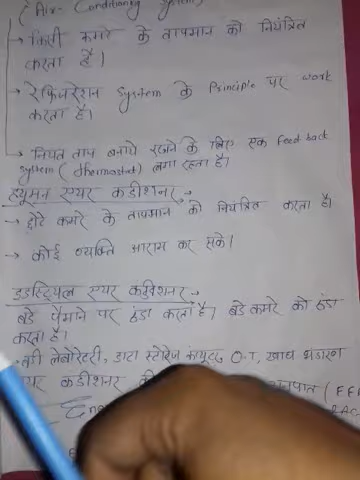 (Air - Conditioning System)
→ किसी कमरे के तापमान को नियंत्रित
करता है।
→ रेफ्रिजरेशन System के Principle पर work
करता है।
→ नियत ताप बनाये रखने के लिए एक Feed back
System (thermostat) लगा रहता है।
ह्यूमन एयर कंडीशनर →
→ छोटे कमरे के तापमान को नियंत्रित करता है।
→ कोई व्यक्ति आराम कर सके।
इंडस्ट्रियल एयर कंडीशनर →
बडे पैमाने पर ठंडा करता है। बडे कमरे को ठंडा
करता है।
लेबोरेटरी, डाटा स्टोरेज O.T, खाद्य भंडारण
कंडीशनर